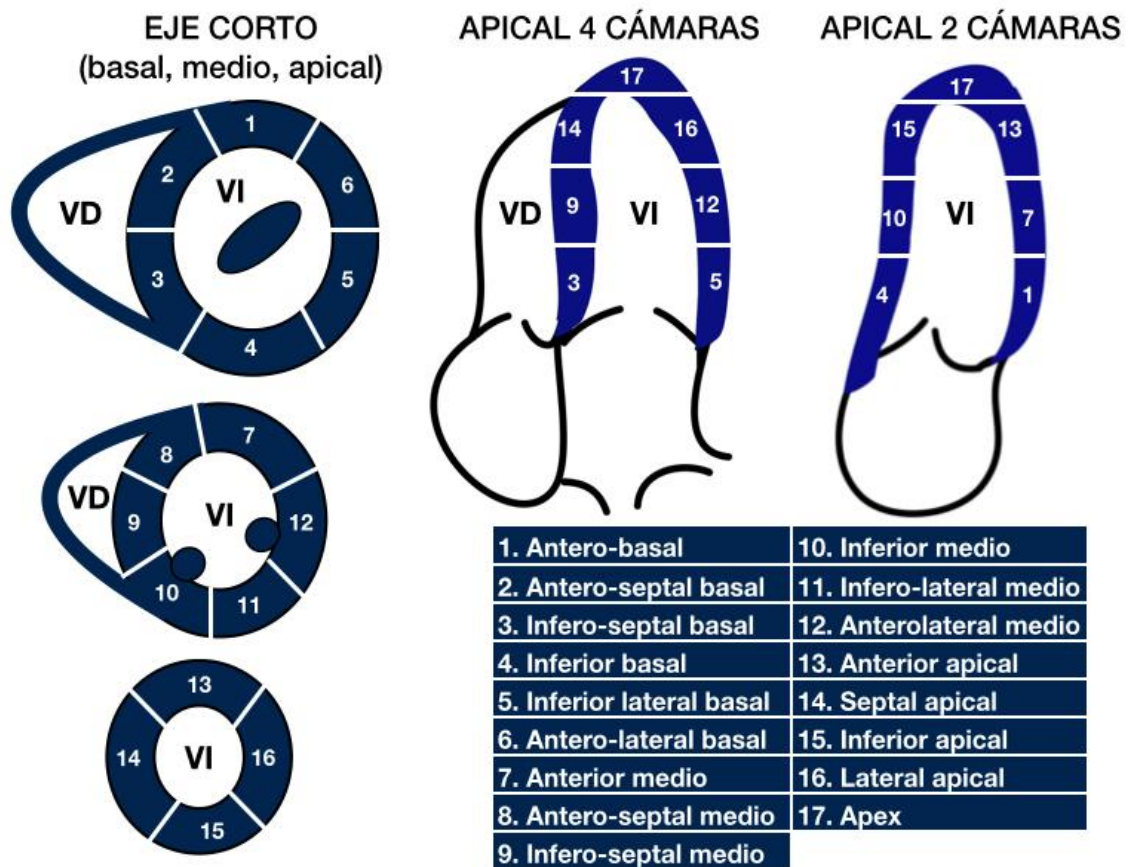 EJE CORTO
(basal, medio, apical)
1
2
VI
6
VD
3
5
4
7
8
VD
9
VI
12
10
11
13
14
VI
16
15
APICAL 4 CÁMARAS
17
14
16
VD
9
VI
12
3
5
APICAL 2 CÁMARAS
17
15
13
10
VI
7
4
1
1. Antero-basal
2. Antero-septal basal
3. Infero-septal basal
4. Inferior basal
5. Inferior lateral basal
6. Antero-lateral basal
7. Anterior medio
8. Antero-septal medio
9. Infero-septal medio
10. Inferior medio
11. Infero-lateral medio
12. Anterolateral medio
13. Anterior apical
14. Septal apical
15. Inferior apical
16. Lateral apical
17. Apex